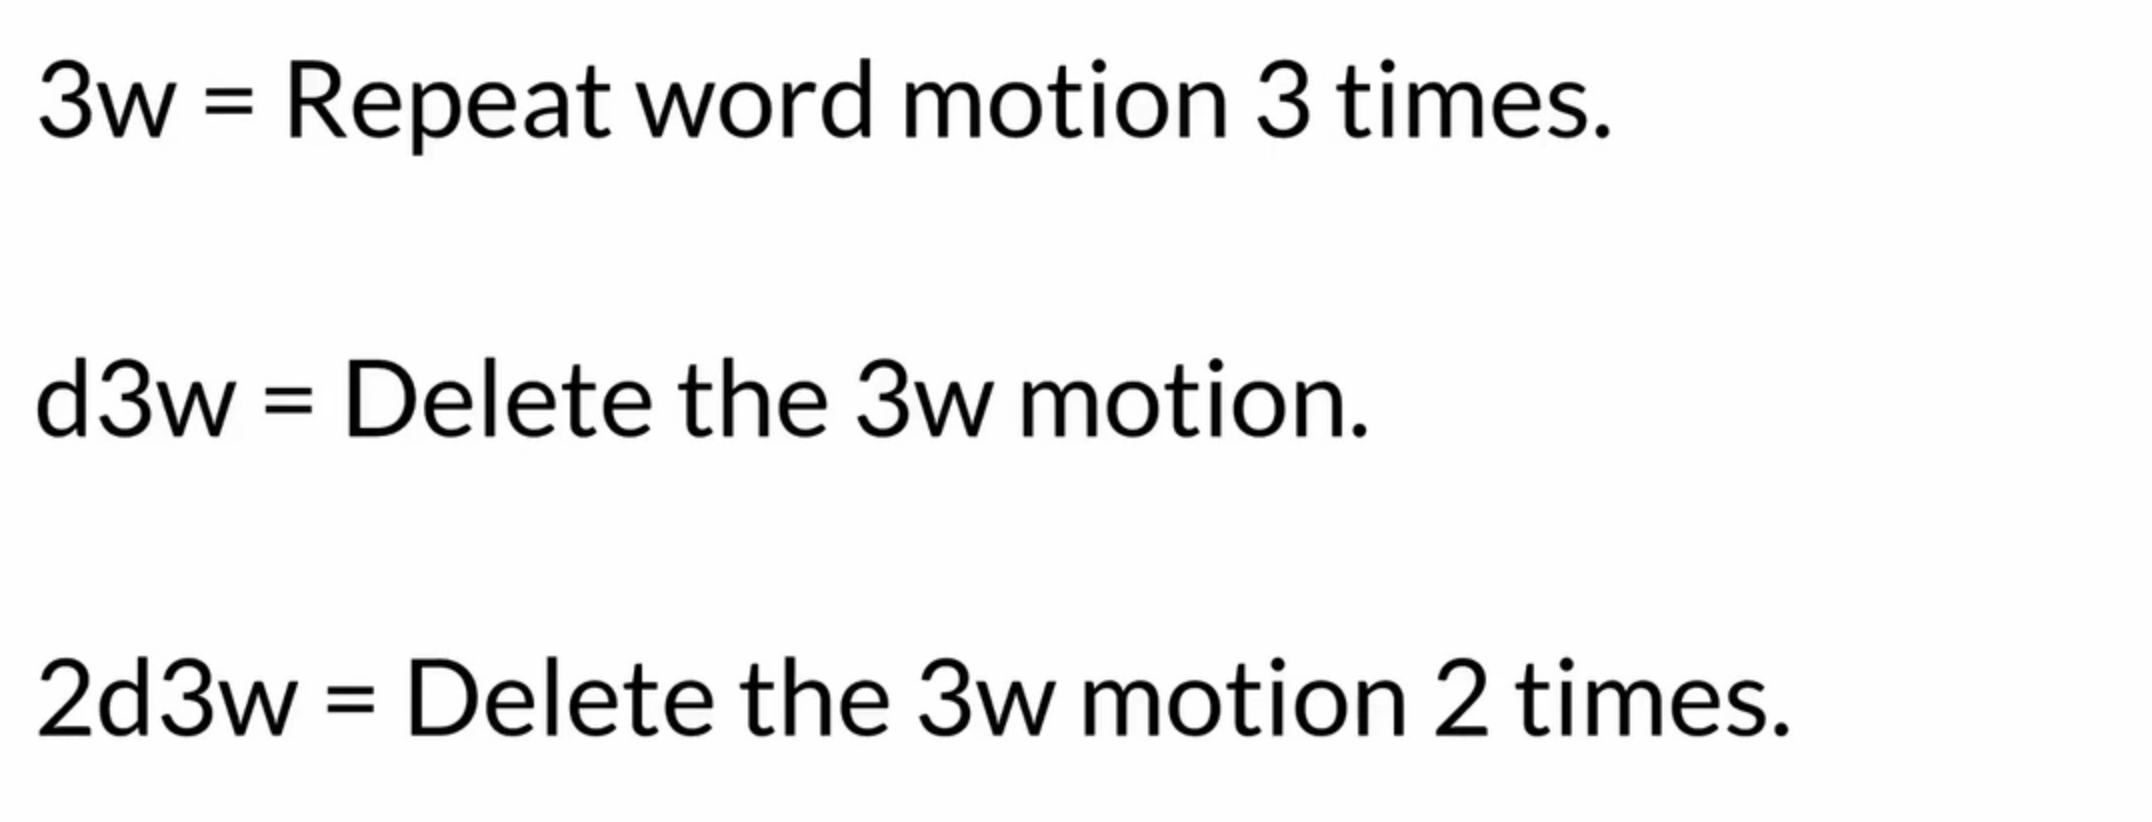 3w = Repeat word motion 3 times.
d3w = Delete the 3w motion.
2d3w = Delete the 3w motion 2 times.